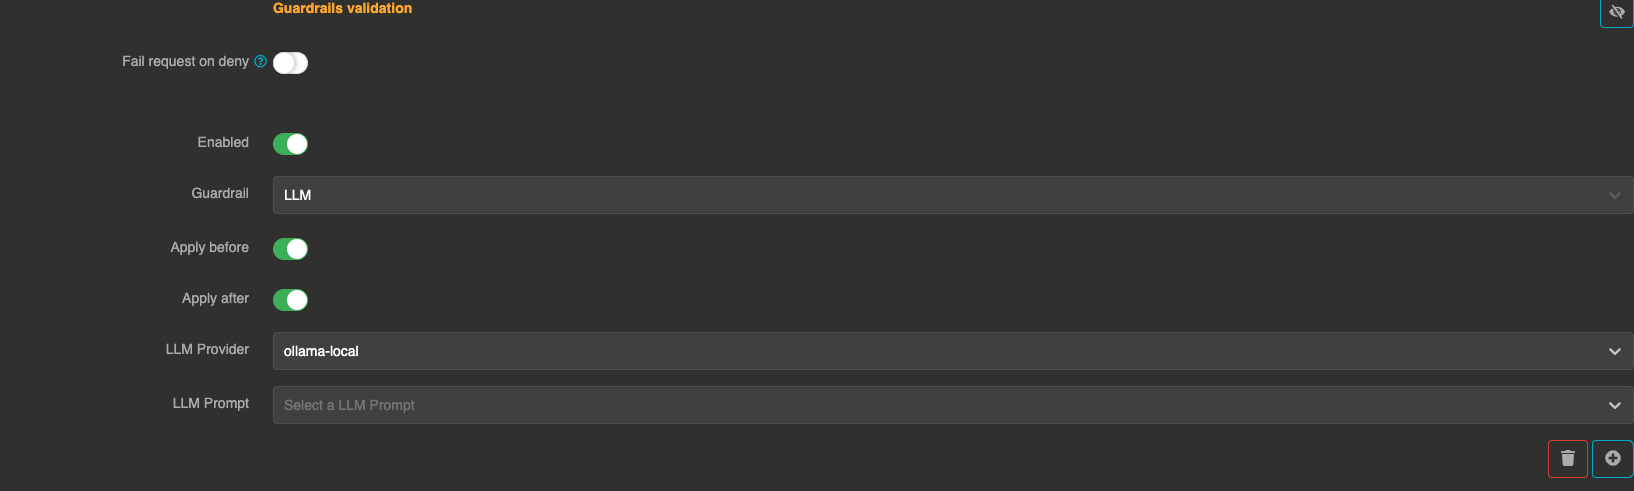 Guardrails validation
Fail request on deny ?
Enabled
Guardrail LLM
Apply before
Apply after
LLM Provider ollama-local
LLM Prompt Select a LLM Prompt